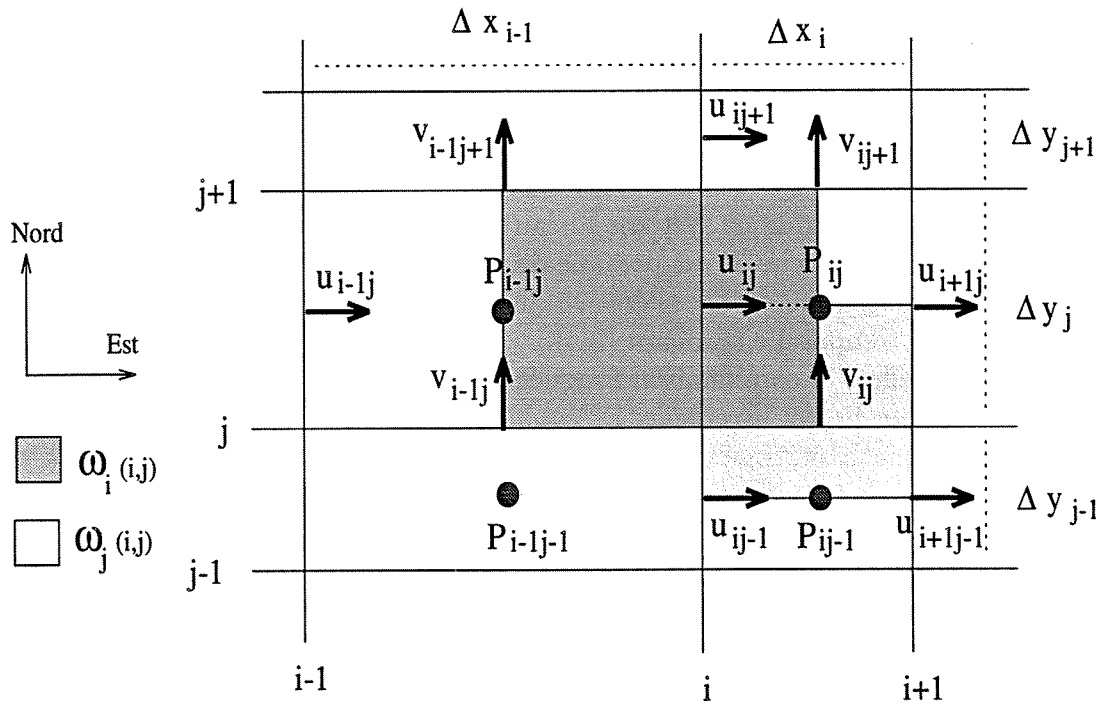 Δ x i-1
Δ x i
u ij+1
v i-1j+1
v ij+1
Δ y j+1
j+1
Nord
P i-1j
u ij
P ij
u i-1j
u i+1j
Δ y j
Est
v i-1j
v ij
j
ω i (i,j)
Δ y j-1
P i-1j-1
u ij-1
P ij-1
u i+1j-1
ω j (i,j)
j-1
i-1
i
i+1